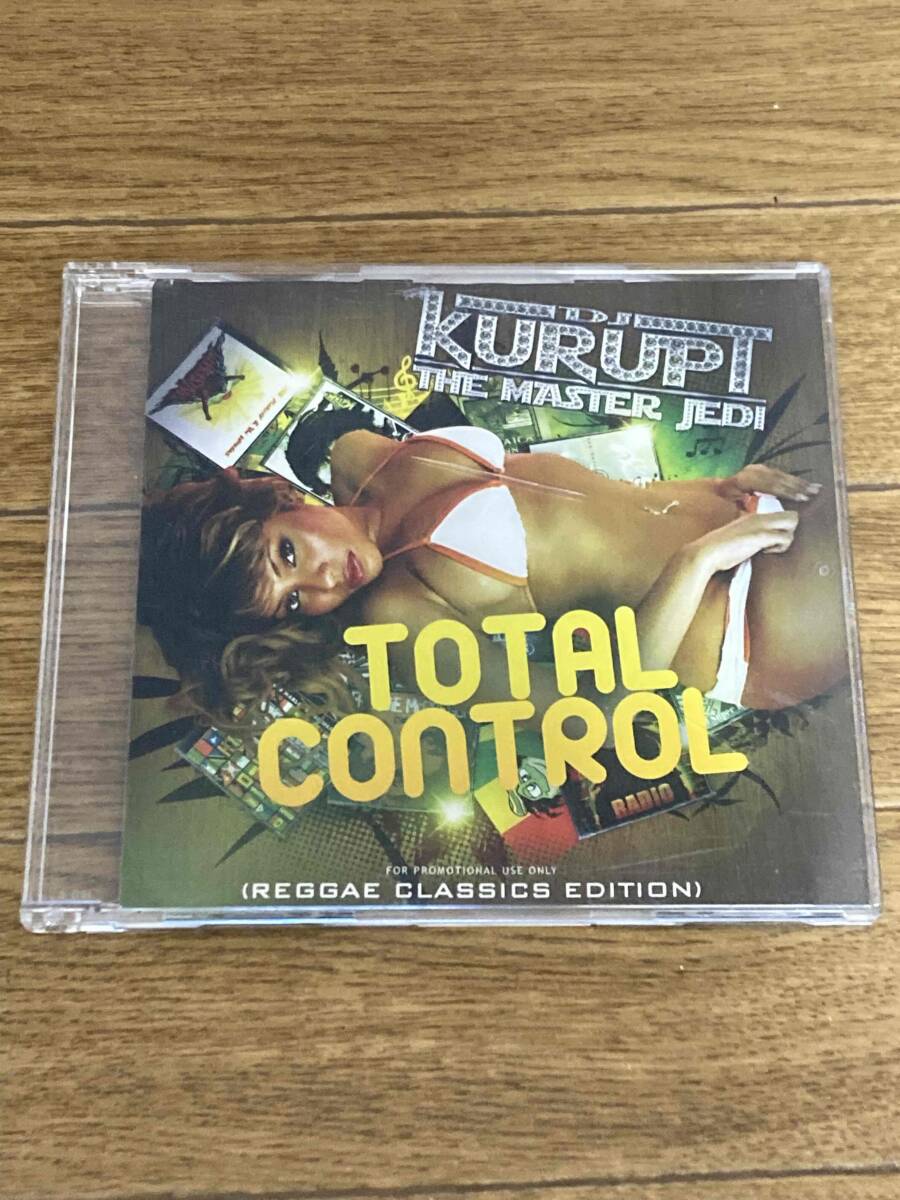 DJ
KURUPT
THE MASTER JEDI
TOTAL
CONTROL
RADIO
FOR PROMOTIONAL USE ONLY
(REGGAE CLASSICS EDITION)